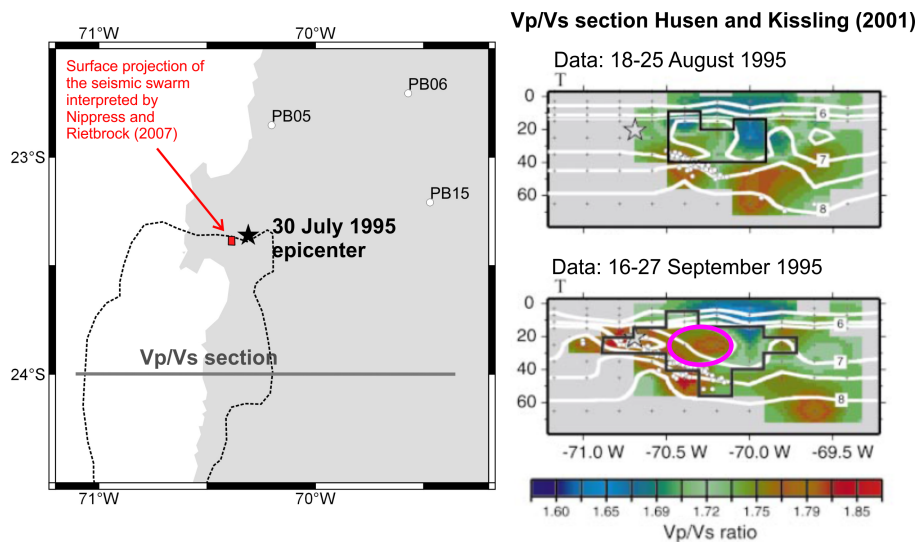 Vp/Vs section Husen and Kissling (2001)
71°W
70°W
Surface projection of
the seismic swarm
interpreted by
Nippress and
Rietbrock (2007)
PB06
PB05
23°S
PB15
30 July 1995
epicenter
Vp/Vs section
24°S
71°W
70°W
Data: 18-25 August 1995
T
0
20
40
60
6
7
8
Data: 16-27 September 1995
T
0
20
40
60
6
7
8
-71.0 W
-70.5 W
-70.0 W
-69.5 W
1.60
1.65
1.69
1.72
1.75
1.79
1.85
Vp/Vs ratio